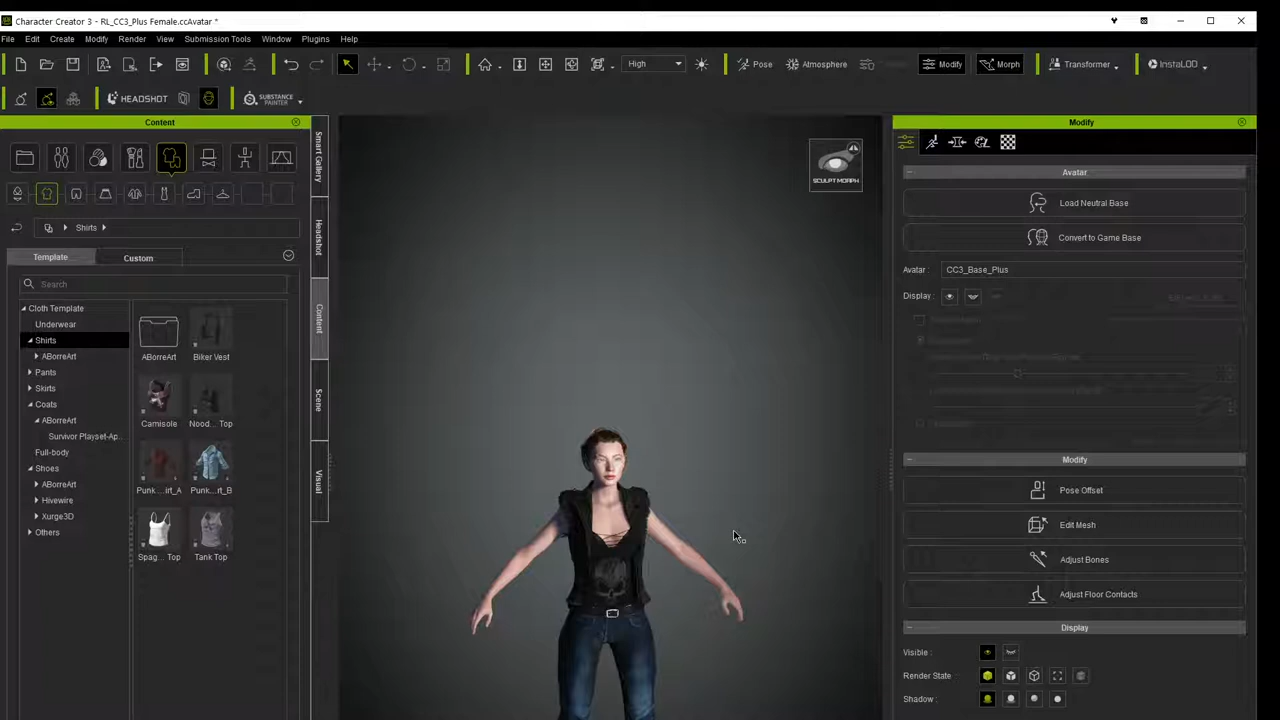 Character Creator 3 - RL_CC3_Plus Female.ccAvatar *
File Edit Create Modify Render View Submission Tools Window Plugins Help
High Pose Atmosphere Modify Morph Transformer InstaLOD
HEADSHOT SUBSTANCE PAINTER
Content
Smart Gallery
Headshot
Content
Scene
Visual
Shirts
Template Custom
Search
Cloth Template
Underwear
Shirts
ABorreArt
Pants
Skirts
Coats
ABorreArt
Survivor Playset-Ap...
Full-body
Shoes
ABorreArt
Hivewire
Xurge3D
Others
ABorreArt Biker Vest
Camisole Nood... Top
Punk...irt_A Punk...rt_B
Spag... Top Tank Top
SCULPT MORPH
Modify
Avatar
Load Neutral Base
Convert to Game Base
Avatar : CC3_Base_Plus
Display :
Modify
Pose Offset
Edit Mesh
Adjust Bones
Adjust Floor Contacts
Display
Visible :
Render State :
Shadow :